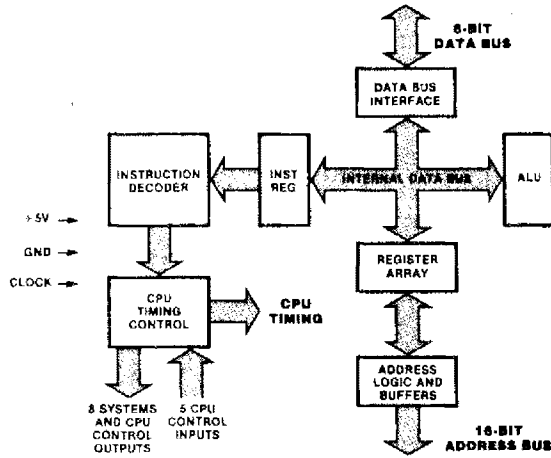 8-BIT
DATA BUS
DATA BUS
INTERFACE
INSTRUCTION
DECODER
INST
REG
INTERNAL DATA BUS
ALU
+5V
GND
CLOCK
REGISTER
ARRAY
CPU
TIMING
CONTROL
CPU
TIMING
ADDRESS
LOGIC AND
BUFFERS
8 SYSTEMS
AND CPU
CONTROL
OUTPUTS
5 CPU
CONTROL
INPUTS
16-BIT
ADDRESS BUS